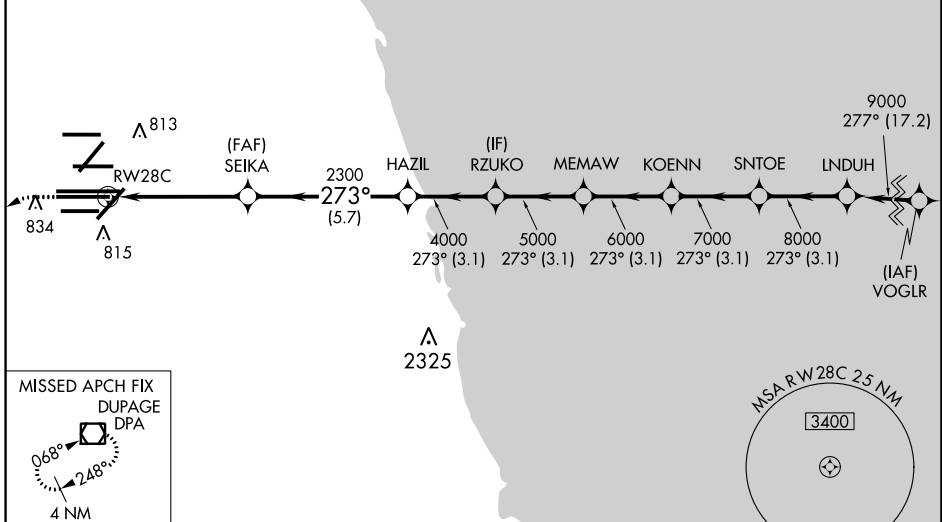 9000
277° (17.2)
813
(FAF)
SEIKA
2300
273°
(5.7)
HAZIL
(IF)
RZUKO
MEMAW
KOENN
SNTOE
LNDUH
RW28C
834
815
4000
273° (3.1)
5000
273° (3.1)
6000
273° (3.1)
7000
273° (3.1)
8000
273° (3.1)
(IAF)
VOGLR
2325
MISSED APCH FIX
DUPAGE
DPA
068°
248°
4 NM
MSA RW28C 25 NM
3400